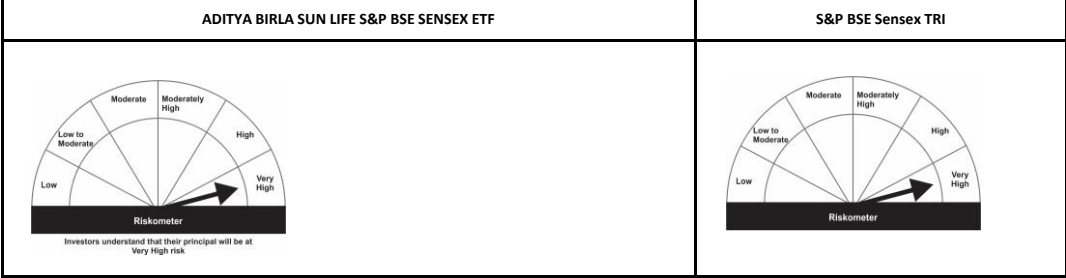 ADITYA BIRLA SUN LIFE S&P BSE SENSEX ETF
S&P BSE Sensex TRI
Moderate
Moderately
High
Low to
Moderate
High
Low
Very
High
Riskometer
Investors understand that their principal will be at
Very High risk
Moderate
Moderately
High
Low to
Moderate
High
Low
Very
High
Riskometer